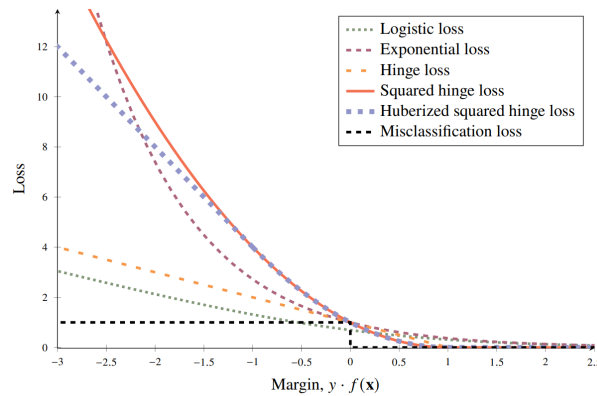 12
10
8
6
4
2
0
Loss
−3
−2.5
−2
−1.5
−1
−0.5
0
0.5
1
1.5
2
2.5
Margin, y · f(x)
Logistic loss
Exponential loss
Hinge loss
Squared hinge loss
Huberized squared hinge loss
Misclassification loss